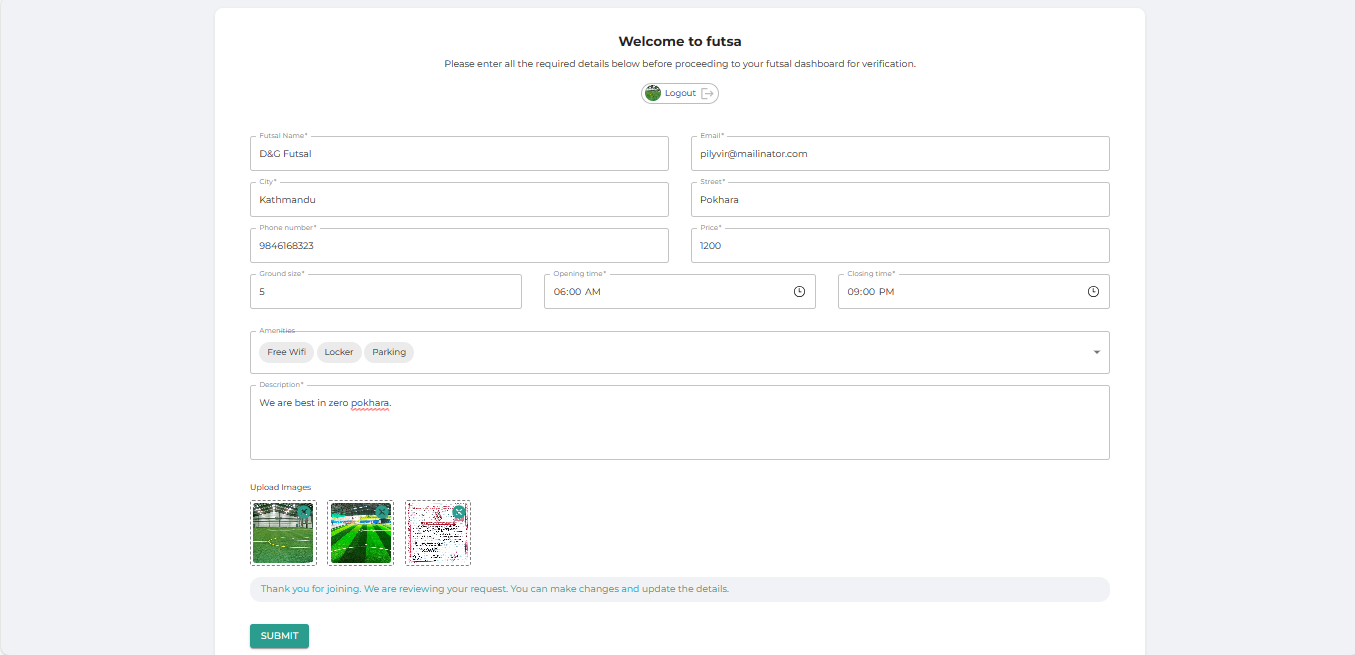 Welcome to futsa
Please enter all the required details below before proceeding to your futsal dashboard for verification.
Logout
Futsal Name*
D&G Futsal
Email*
pilyvir@mailinator.com
City*
Kathmandu
Street*
Pokhara
Phone number*
9846168323
Price*
1200
Ground size*
5
Opening time*
06:00 AM
Closing time*
09:00 PM
Amenities
Free Wifi Locker Parking
Description*
We are best in zero pokhara.
Upload Images
Thank you for joining. We are reviewing your request. You can make changes and update the details.
SUBMIT